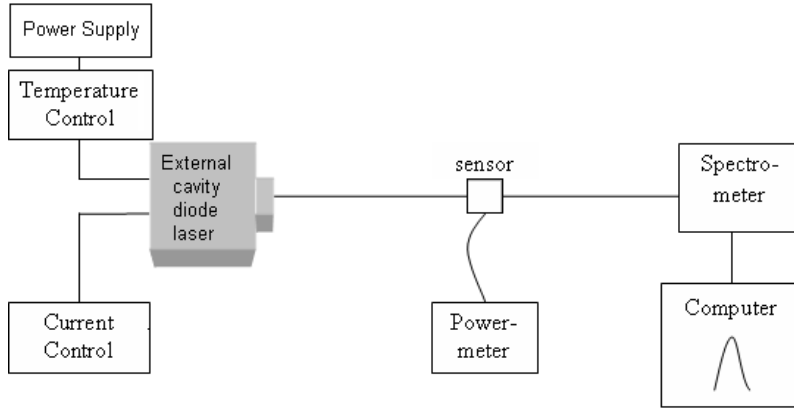 Power Supply
Temperature
Control
External
cavity
diode
laser
sensor
Spectro-
meter
Current
Control
Power-
meter
Computer